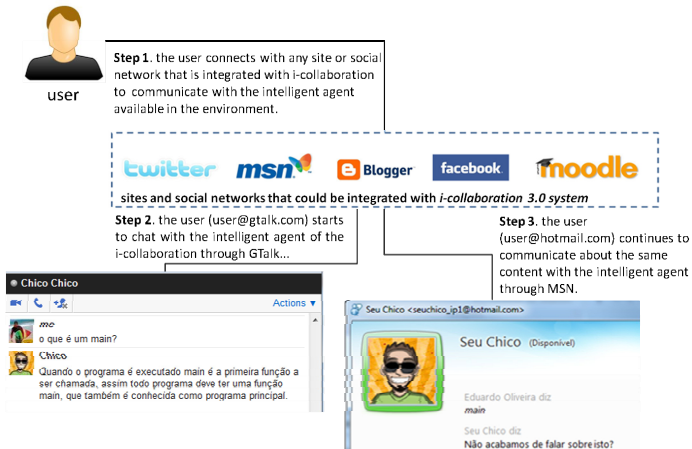 user
Step 1. the user connects with any site or social
network that is integrated with i-collaboration
to communicate with the intelligent agent
available in the environment.
twitter
msn
Blogger
facebook
moodle
sites and social networks that could be integrated with i-collaboration 3.0 system
Step 2. the user (user@gtalk.com) starts
to chat with the intelligent agent of the
i-collaboration through GTalk...
Step 3. the user
(user@hotmail.com) continues to
communicate about the same
content with the intelligent agent
through MSN.
Chico Chico
Actions
me
o que é um main?
Chico
Quando o programa é executado main é a primeira função a
ser chamada, assim todo programa deve ter uma função
main, que também é conhecida como programa principal.
Seu Chico <seuchico_ip1@hotmail.com>
Seu Chico (Disponível)
Eduardo Oliveira diz
main
Seu Chico diz
Não acabamos de falar sobre isto?